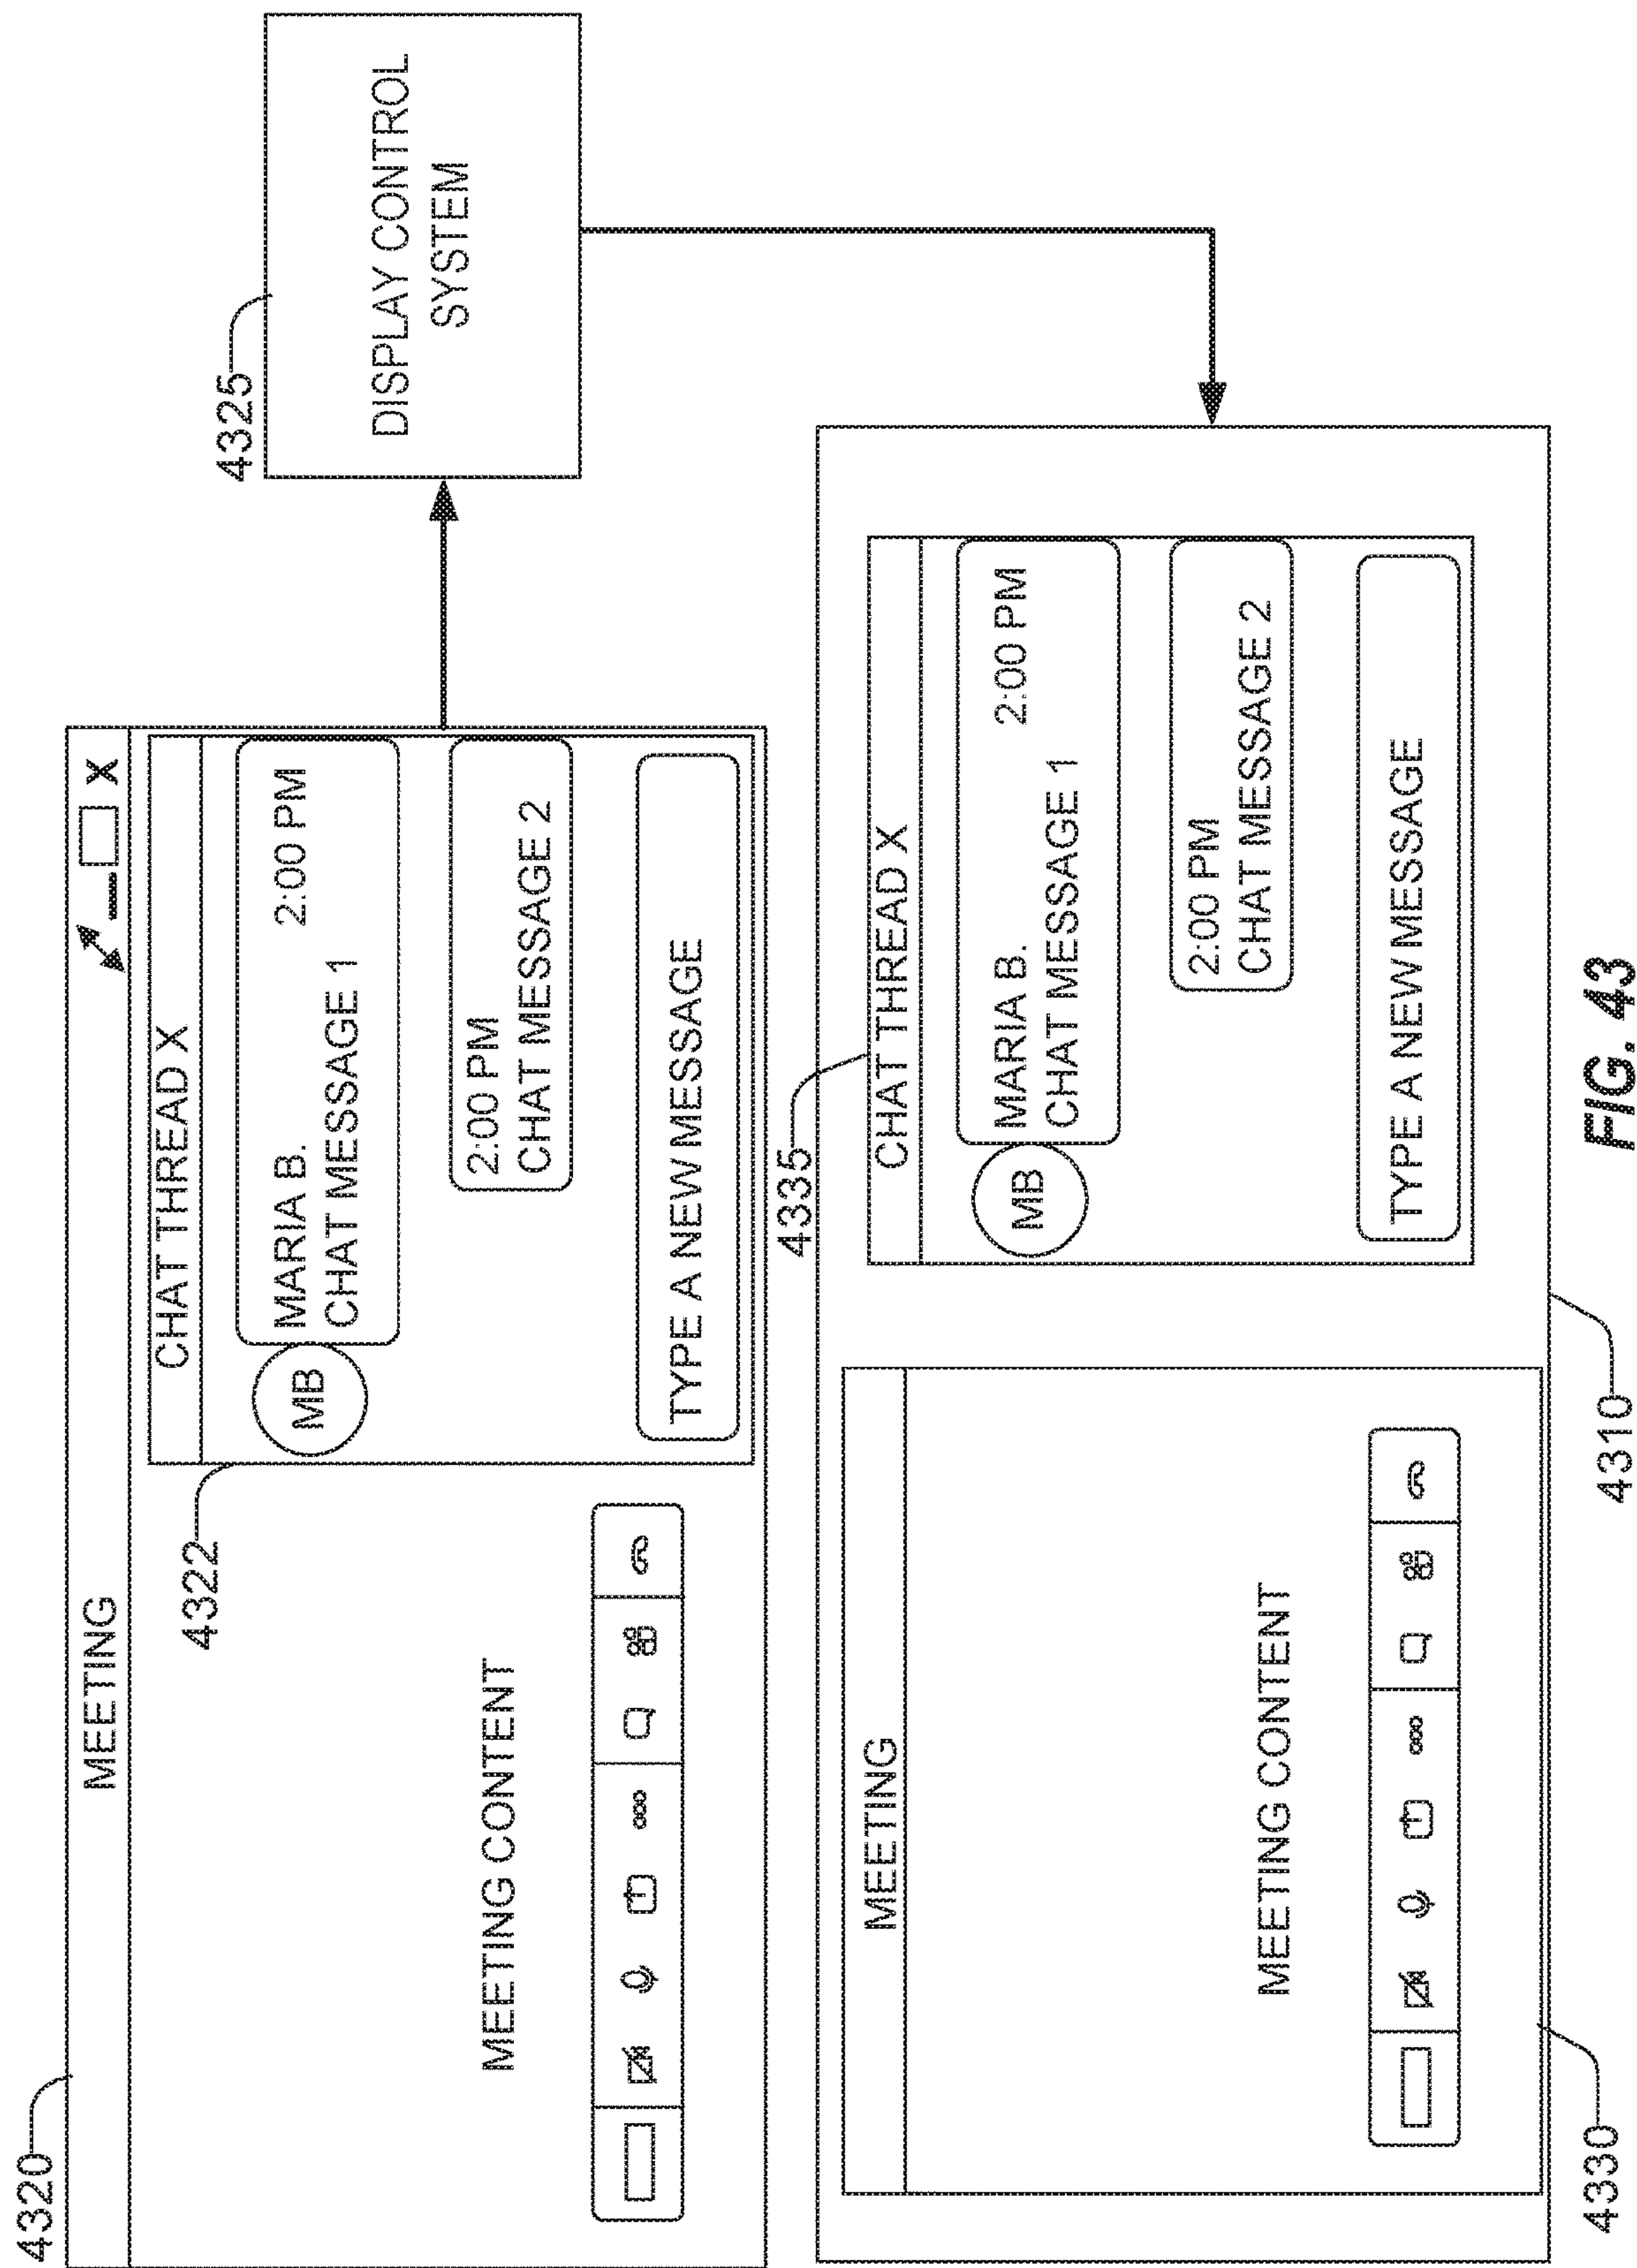 4320
MEETING
X
CHAT THREAD X
4322
MB
MARIA B.
2:00 PM
CHAT MESSAGE 1
2:00 PM
CHAT MESSAGE 2
TYPE A NEW MESSAGE
MEETING CONTENT
4325
DISPLAY CONTROL
SYSTEM
4335
CHAT THREAD X
MB
MARIA B.
2:00 PM
CHAT MESSAGE 1
2:00 PM
CHAT MESSAGE 2
TYPE A NEW MESSAGE
MEETING
MEETING CONTENT
4330
4310
FIG. 43